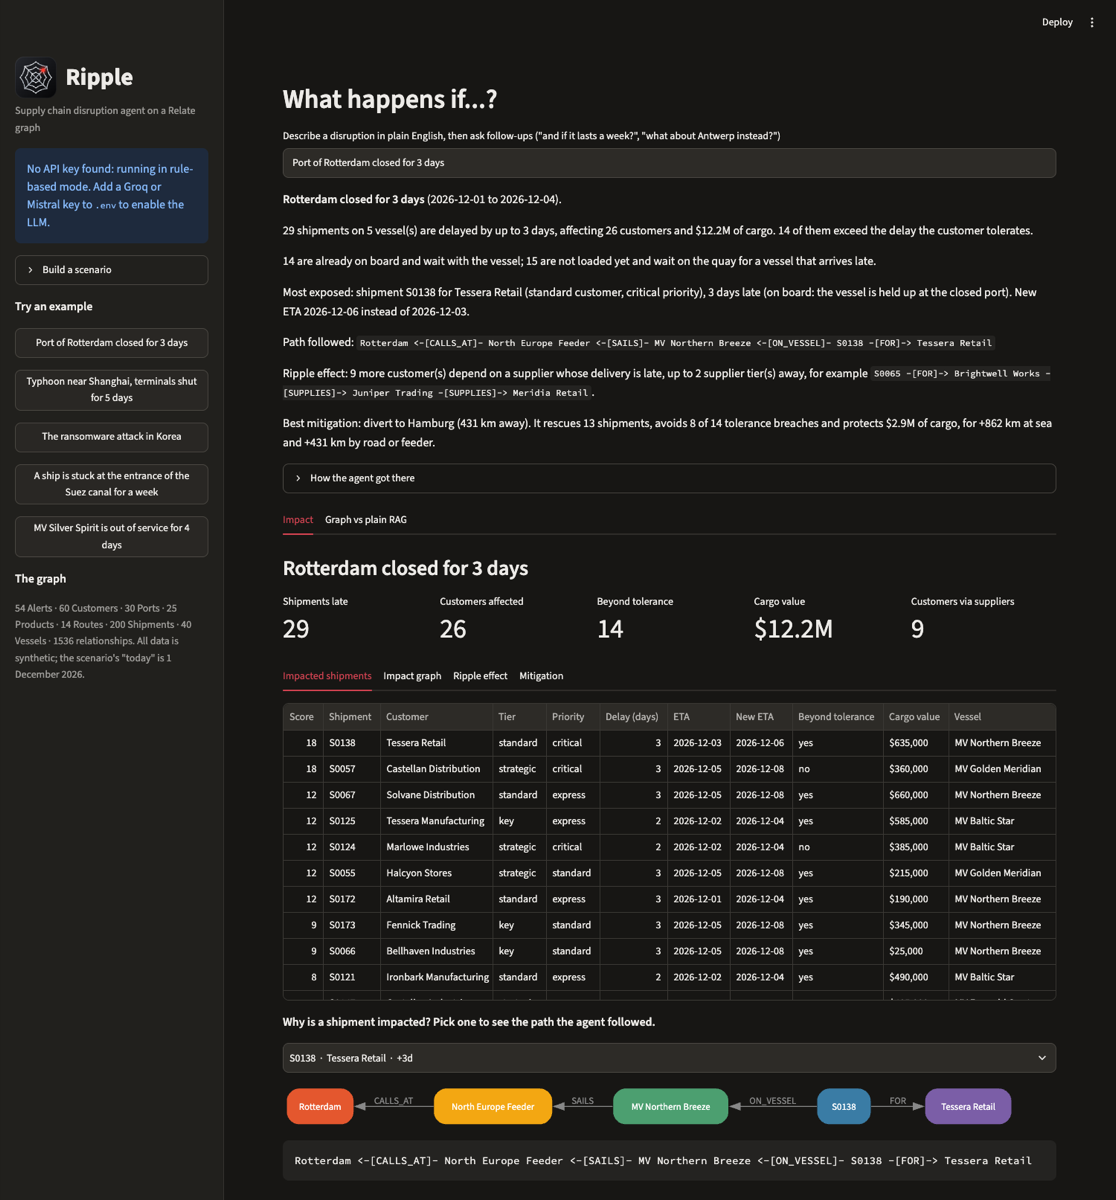 Deploy
Ripple
Supply chain disruption agent on a Relate
graph
No API key found: running in rule-
based mode. Add a Groq or
Mistral key to .env to enable the
LLM.
Build a scenario
Try an example
Port of Rotterdam closed for 3 days
Typhoon near Shanghai, terminals shut
for 5 days
The ransomware attack in Korea
A ship is stuck at the entrance of the
Suez canal for a week
MV Silver Spirit is out of service for 4
days
The graph
54 Alerts · 60 Customers · 30 Ports · 25
Products · 14 Routes · 200 Shipments · 40
Vessels · 1536 relationships. All data is
synthetic; the scenario's "today" is 1
December 2026.
What happens if...?
Describe a disruption in plain English, then ask follow-ups ("and if it lasts a week?", "what about Antwerp instead?")
Port of Rotterdam closed for 3 days
Rotterdam closed for 3 days (2026-12-01 to 2026-12-04).
29 shipments on 5 vessel(s) are delayed by up to 3 days, affecting 26 customers and $12.2M of cargo. 14 of them exceed the delay the customer tolerates.
14 are already on board and wait with the vessel; 15 are not loaded yet and wait on the quay for a vessel that arrives late.
Most exposed: shipment S0138 for Tessera Retail (standard customer, critical priority), 3 days late (on board: the vessel is held up at the closed port). New
ETA 2026-12-06 instead of 2026-12-03.
Path followed: Rotterdam <-[CALLS_AT]- North Europe Feeder <-[SAILS]- MV Northern Breeze <-[ON_VESSEL]- S0138 -[FOR]-> Tessera Retail
Ripple effect: 9 more customer(s) depend on a supplier whose delivery is late, up to 2 supplier tier(s) away, for example S0065 -[FOR]-> Brightwell Works -
[SUPPLIES]-> Juniper Trading -[SUPPLIES]-> Meridia Retail.
Best mitigation: divert to Hamburg (431 km away). It rescues 13 shipments, avoids 8 of 14 tolerance breaches and protects $2.9M of cargo, for +862 km at sea
and +431 km by road or feeder.
How the agent got there
Impact Graph vs plain RAG
Rotterdam closed for 3 days
Shipments late Customers affected Beyond tolerance Cargo value Customers via suppliers
29 26 14 $12.2M 9
Impacted shipments Impact graph Ripple effect Mitigation
Score Shipment Customer Tier Priority Delay (days) ETA New ETA Beyond tolerance Cargo value Vessel
18 S0138 Tessera Retail standard critical 3 2026-12-03 2026-12-06 yes $635,000 MV Northern Breeze
18 S0057 Castellan Distribution strategic critical 3 2026-12-05 2026-12-08 no $360,000 MV Golden Meridian
12 S0067 Solvane Distribution standard express 3 2026-12-05 2026-12-08 yes $660,000 MV Northern Breeze
12 S0125 Tessera Manufacturing key express 2 2026-12-02 2026-12-04 yes $585,000 MV Baltic Star
12 S0124 Marlowe Industries strategic critical 2 2026-12-02 2026-12-04 no $385,000 MV Baltic Star
12 S0055 Halcyon Stores strategic standard 3 2026-12-05 2026-12-08 yes $215,000 MV Golden Meridian
12 S0172 Altamira Retail standard express 3 2026-12-01 2026-12-04 yes $190,000 MV Northern Breeze
9 S0173 Fennick Trading key standard 3 2026-12-05 2026-12-08 yes $345,000 MV Northern Breeze
9 S0066 Bellhaven Industries key standard 3 2026-12-05 2026-12-08 yes $25,000 MV Northern Breeze
8 S0121 Ironbark Manufacturing standard express 2 2026-12-02 2026-12-04 yes $490,000 MV Baltic Star
Why is a shipment impacted? Pick one to see the path the agent followed.
S0138 · Tessera Retail · +3d
Rotterdam CALLS_AT North Europe Feeder SAILS MV Northern Breeze ON_VESSEL S0138 FOR Tessera Retail
Rotterdam <-[CALLS_AT]- North Europe Feeder <-[SAILS]- MV Northern Breeze <-[ON_VESSEL]- S0138 -[FOR]-> Tessera Retail